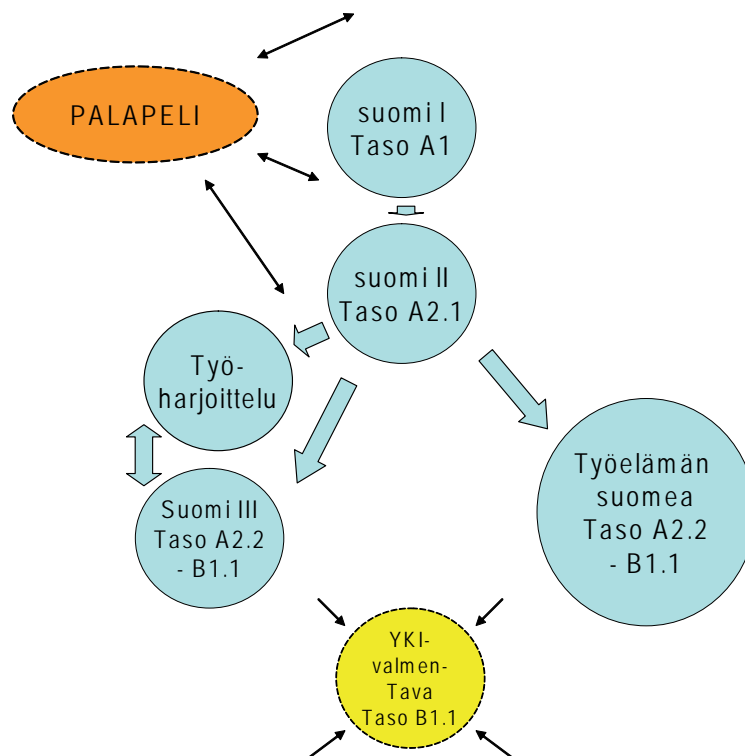 PALAPELI
suomi I
Taso A1
suomi II
Taso A2.1
Työ-
harjoittelu
Suomi III
Taso A2.2
- B1.1
Työelämän
suomea
Taso A2.2
- B1.1
YKI-
valmen-
Tava
Taso B1.1